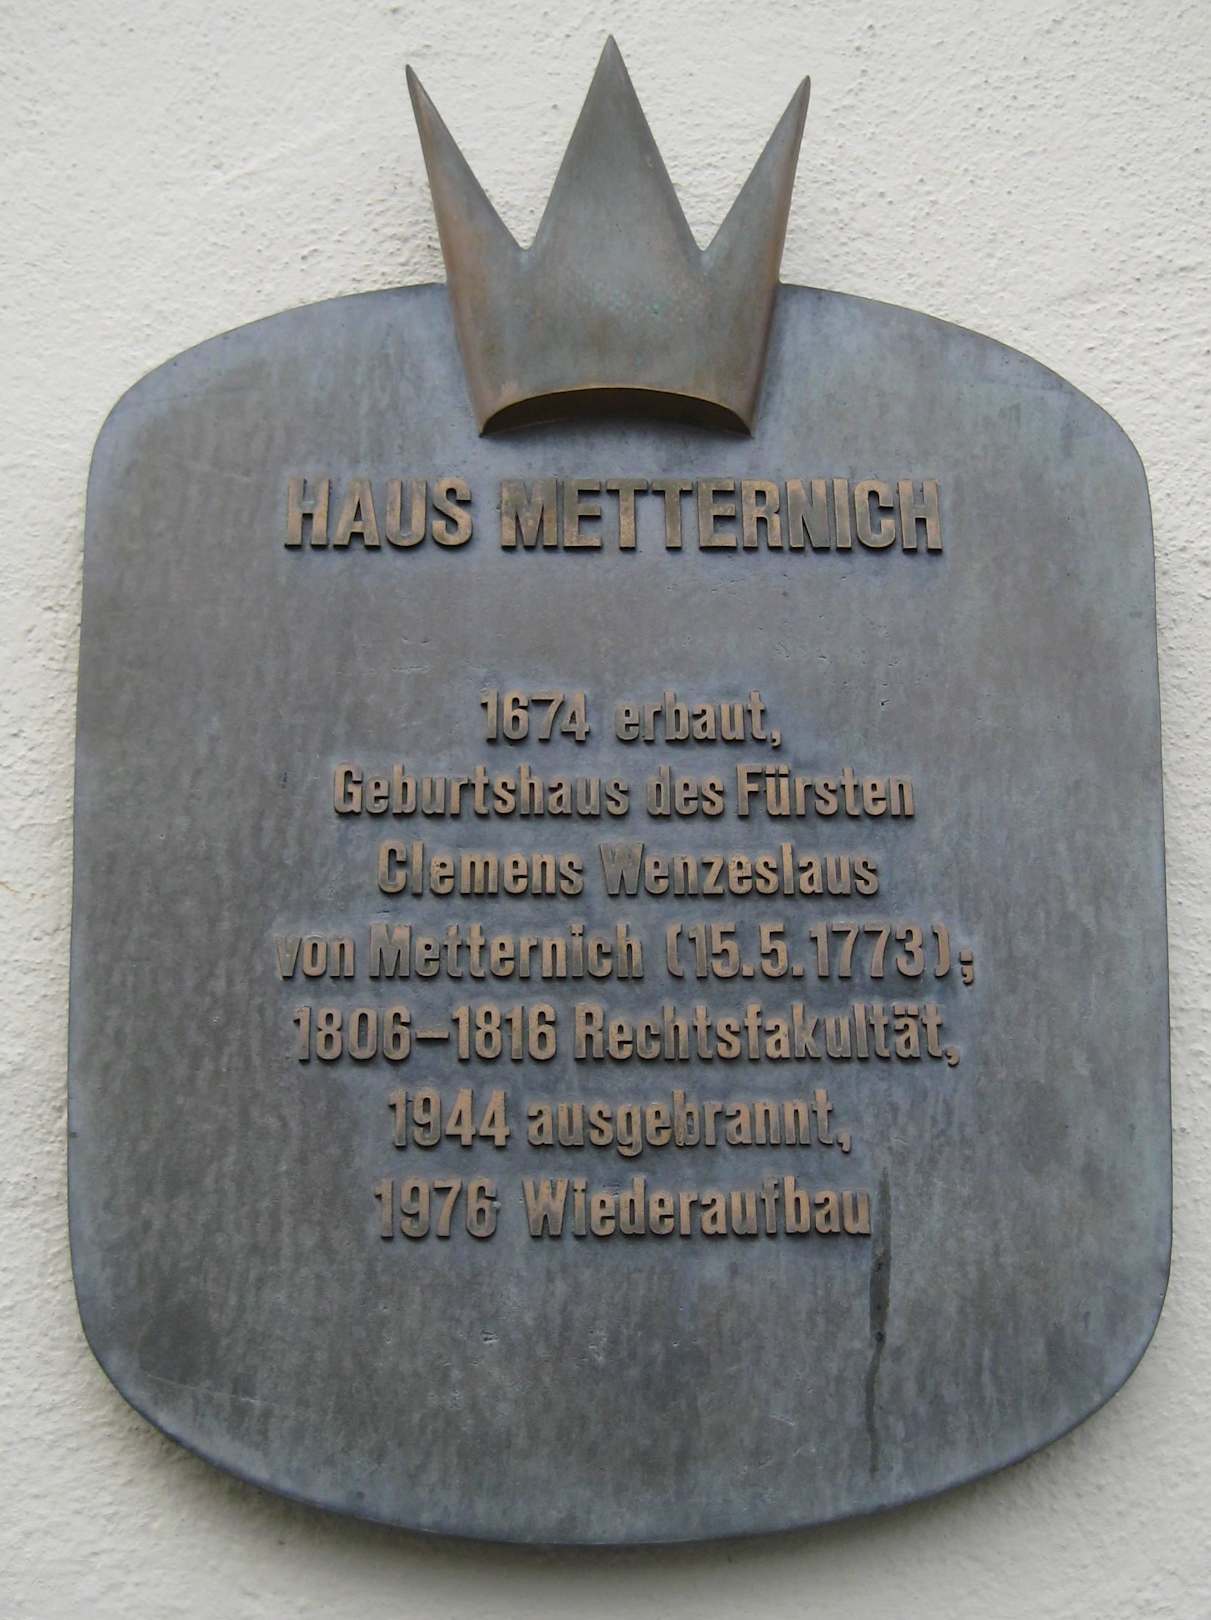 HAUS METTERNICH
1674 erbaut,
Geburtshaus des Fürsten
Clemens Wenzeslaus
von Metternich (15.5.1773);
1806–1816 Rechtsfakultät,
1944 ausgebrannt,
1976 Wiederaufbau